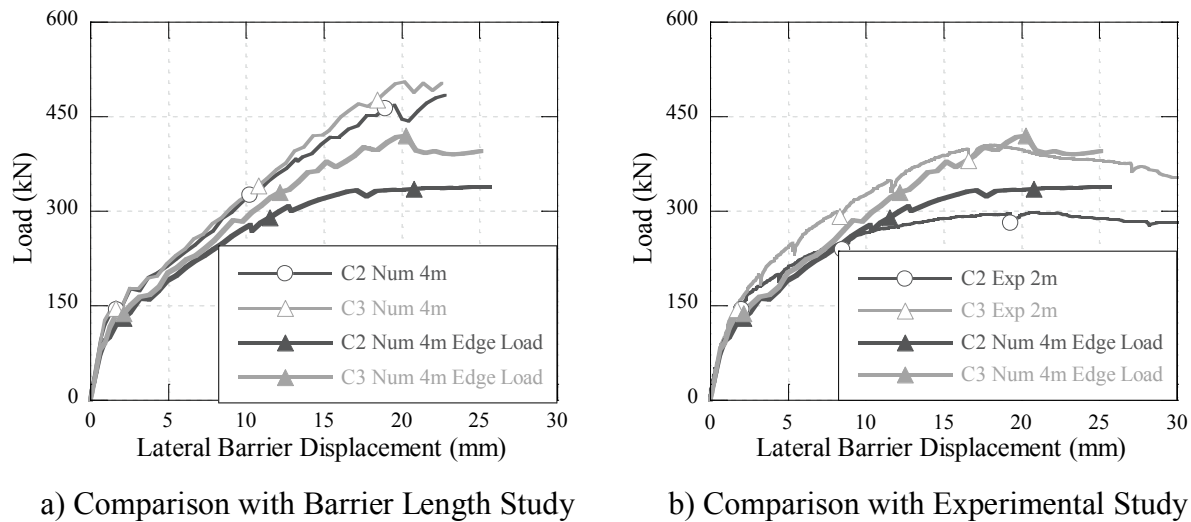 600
450
300
150
0
Load (kN)
0 5 10 15 20 25 30
Lateral Barrier Displacement (mm)
C2 Num 4m
C3 Num 4m
C2 Num 4m Edge Load
C3 Num 4m Edge Load
a) Comparison with Barrier Length Study
600
450
300
150
0
Load (kN)
0 5 10 15 20 25 30
Lateral Barrier Displacement (mm)
C2 Exp 2m
C3 Exp 2m
C2 Num 4m Edge Load
C3 Num 4m Edge Load
b) Comparison with Experimental Study